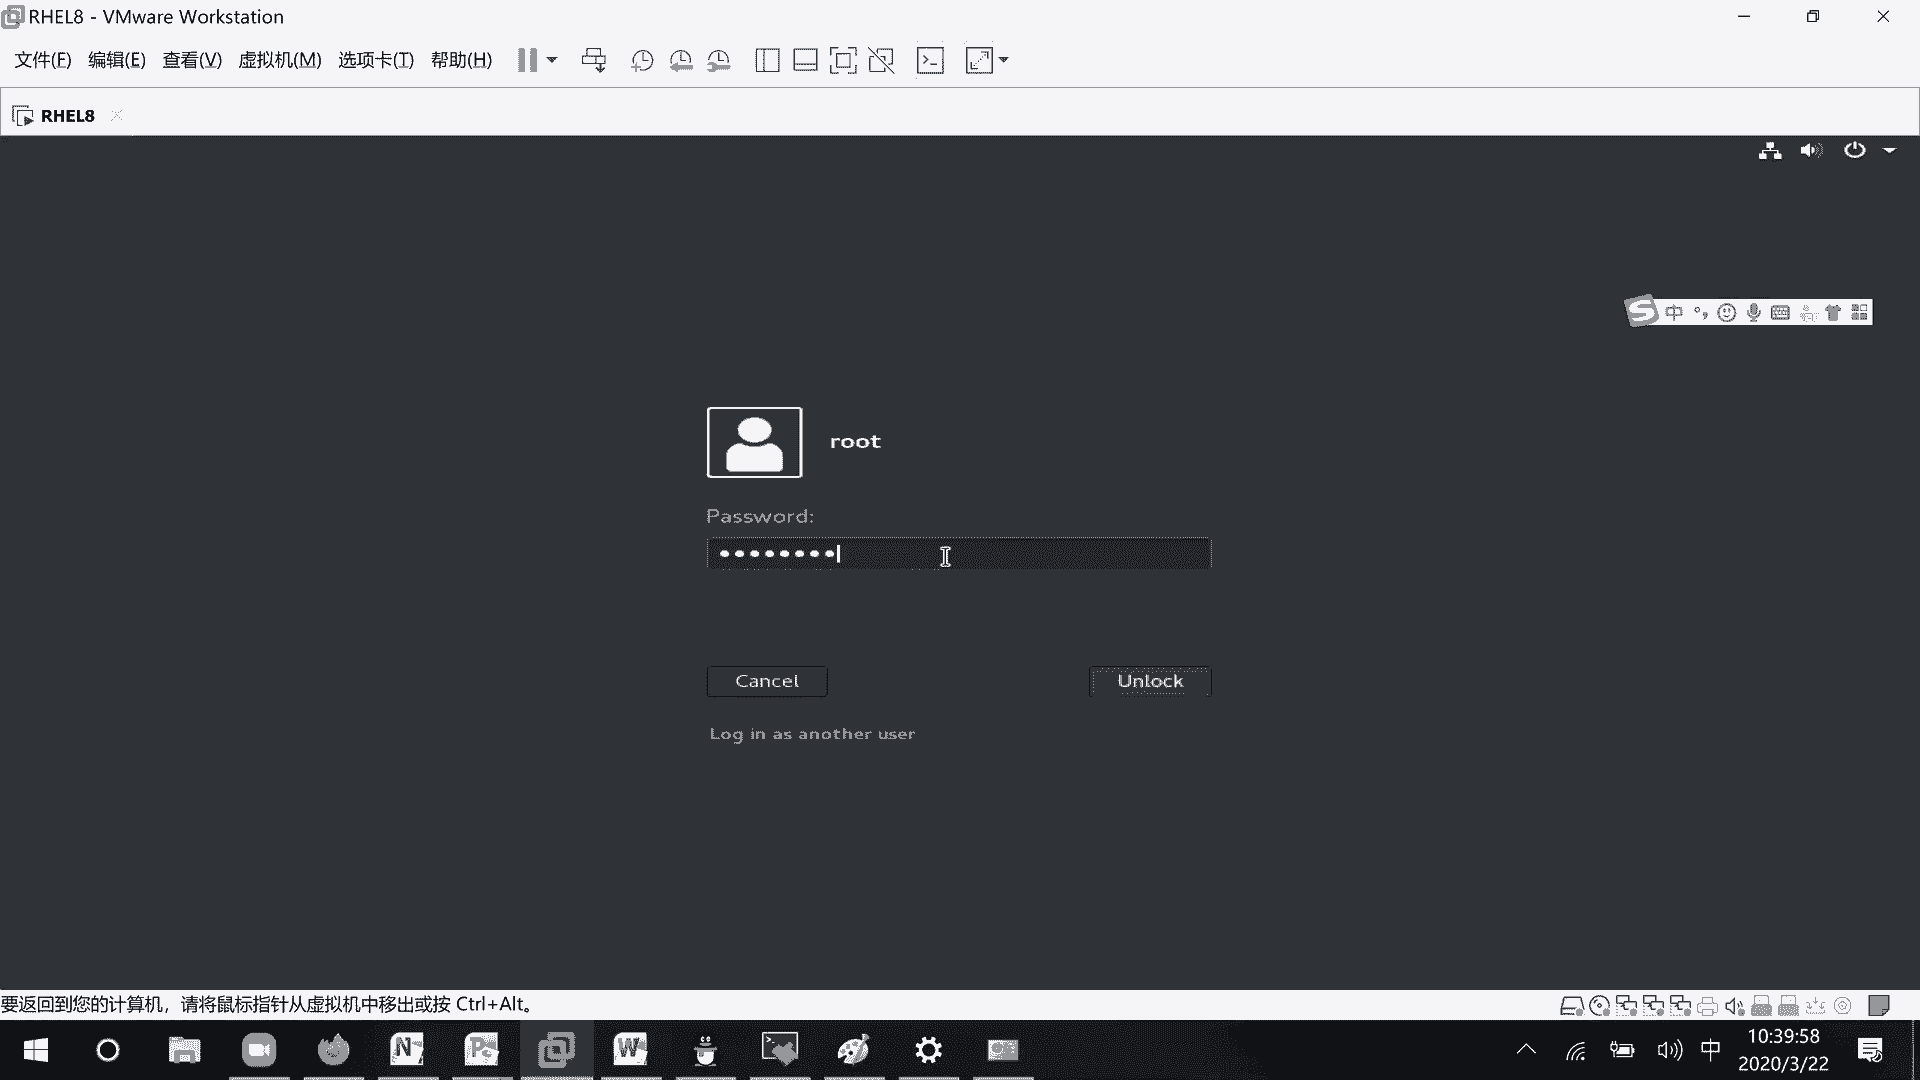 RHEL8 - VMware Workstation
文件(F) 编辑(E) 查看(V) 虚拟机(M) 选项卡(T) 帮助(H)
RHEL8
中
root
Password:
Cancel Unlock
Log in as another user
要返回到您的计算机，请将鼠标指针从虚拟机中移出或按 Ctrl+Alt。
中 10:39:58
2020/3/22